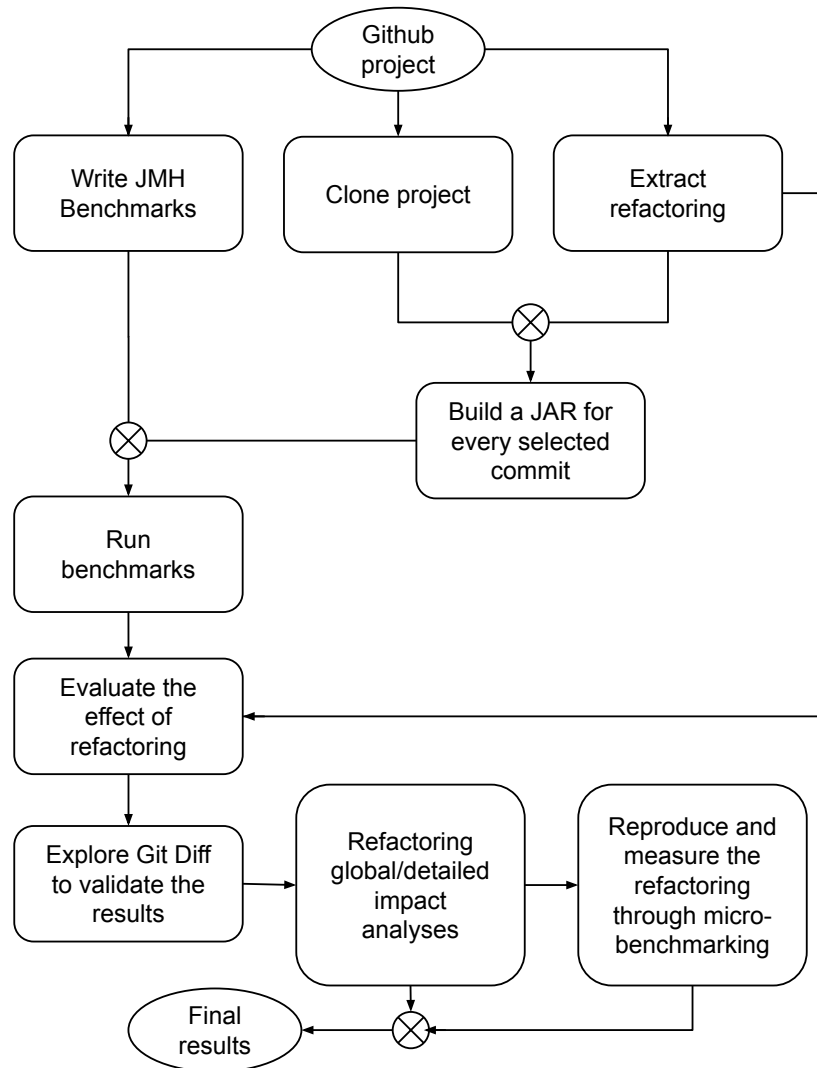 Github
project
Write JMH
Benchmarks
Clone project
Extract
refactoring
Build a JAR for
every selected
commit
Run
benchmarks
Evaluate the
effect of
refactoring
Explore Git Diff
to validate the
results
Refactoring
global/detailed
impact
analyses
Reproduce and
measure the
refactoring
through micro-
benchmarking
Final
results